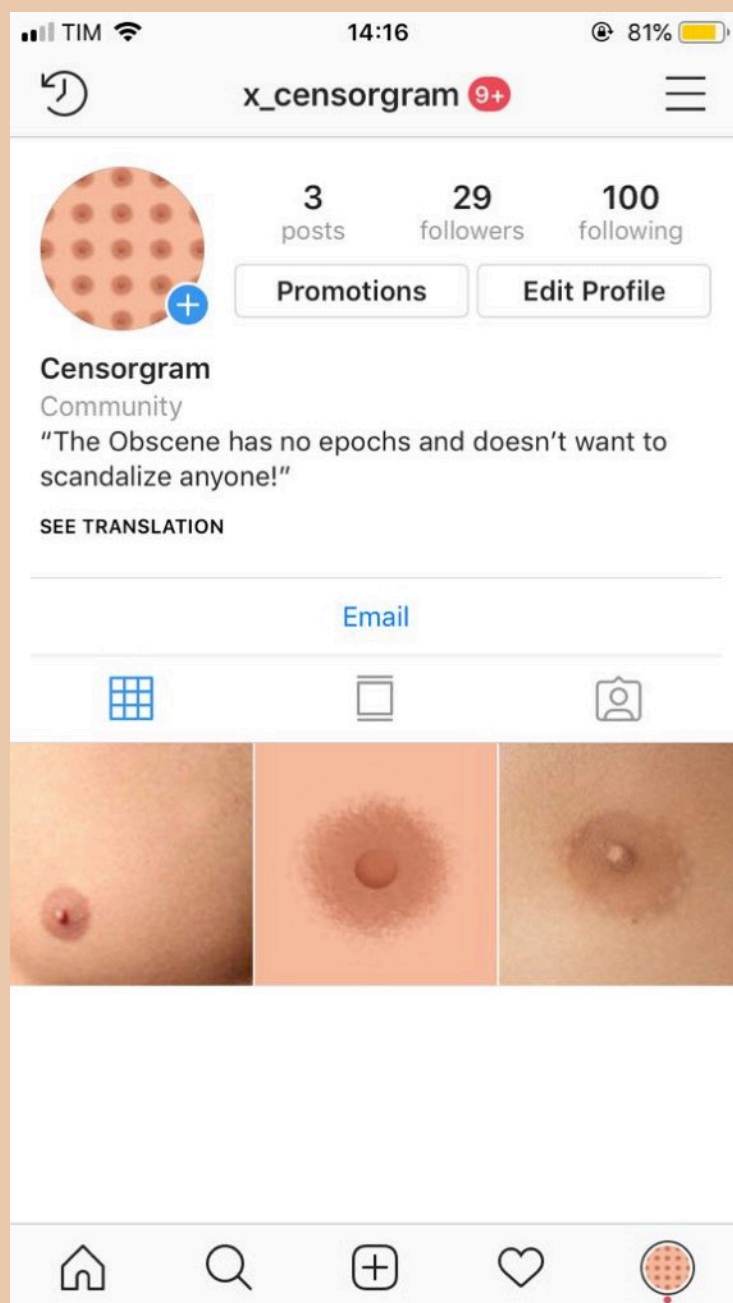 TIM 14:16 81%
x_censorgram 9+
3 29 100
posts followers following
Promotions Edit Profile
Censorgram
Community
“The Obscene has no epochs and doesn’t want to
scandalize anyone!”
SEE TRANSLATION
Email